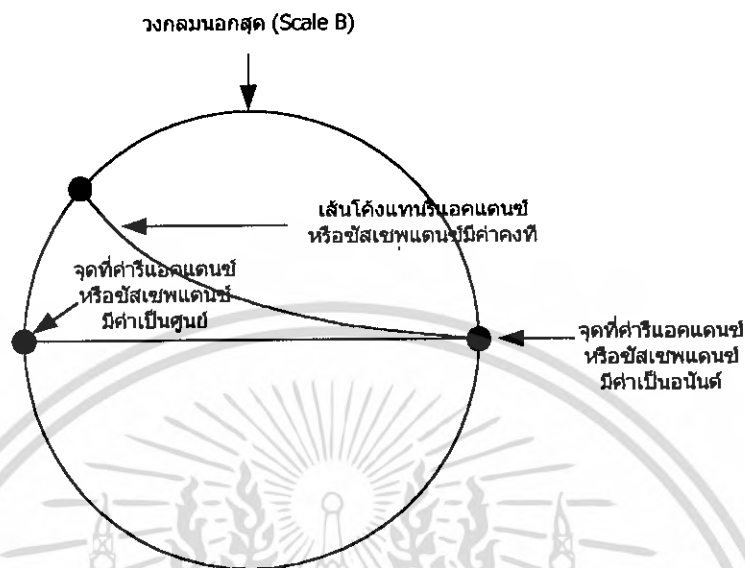 วงกลมนอกสุด (Scale B)
เส้นโค้งแทนรีแอคแตนซ์
หรือซัสเซพแตนซ์มีค่าคงที่
จุดที่ค่ารีแอคแตนซ์
หรือซัสเซพแตนซ์
มีค่าเป็นศูนย์
จุดที่ค่ารีแอคแตนซ์
หรือซัสเซพแตนซ์
มีค่าเป็นอนันต์